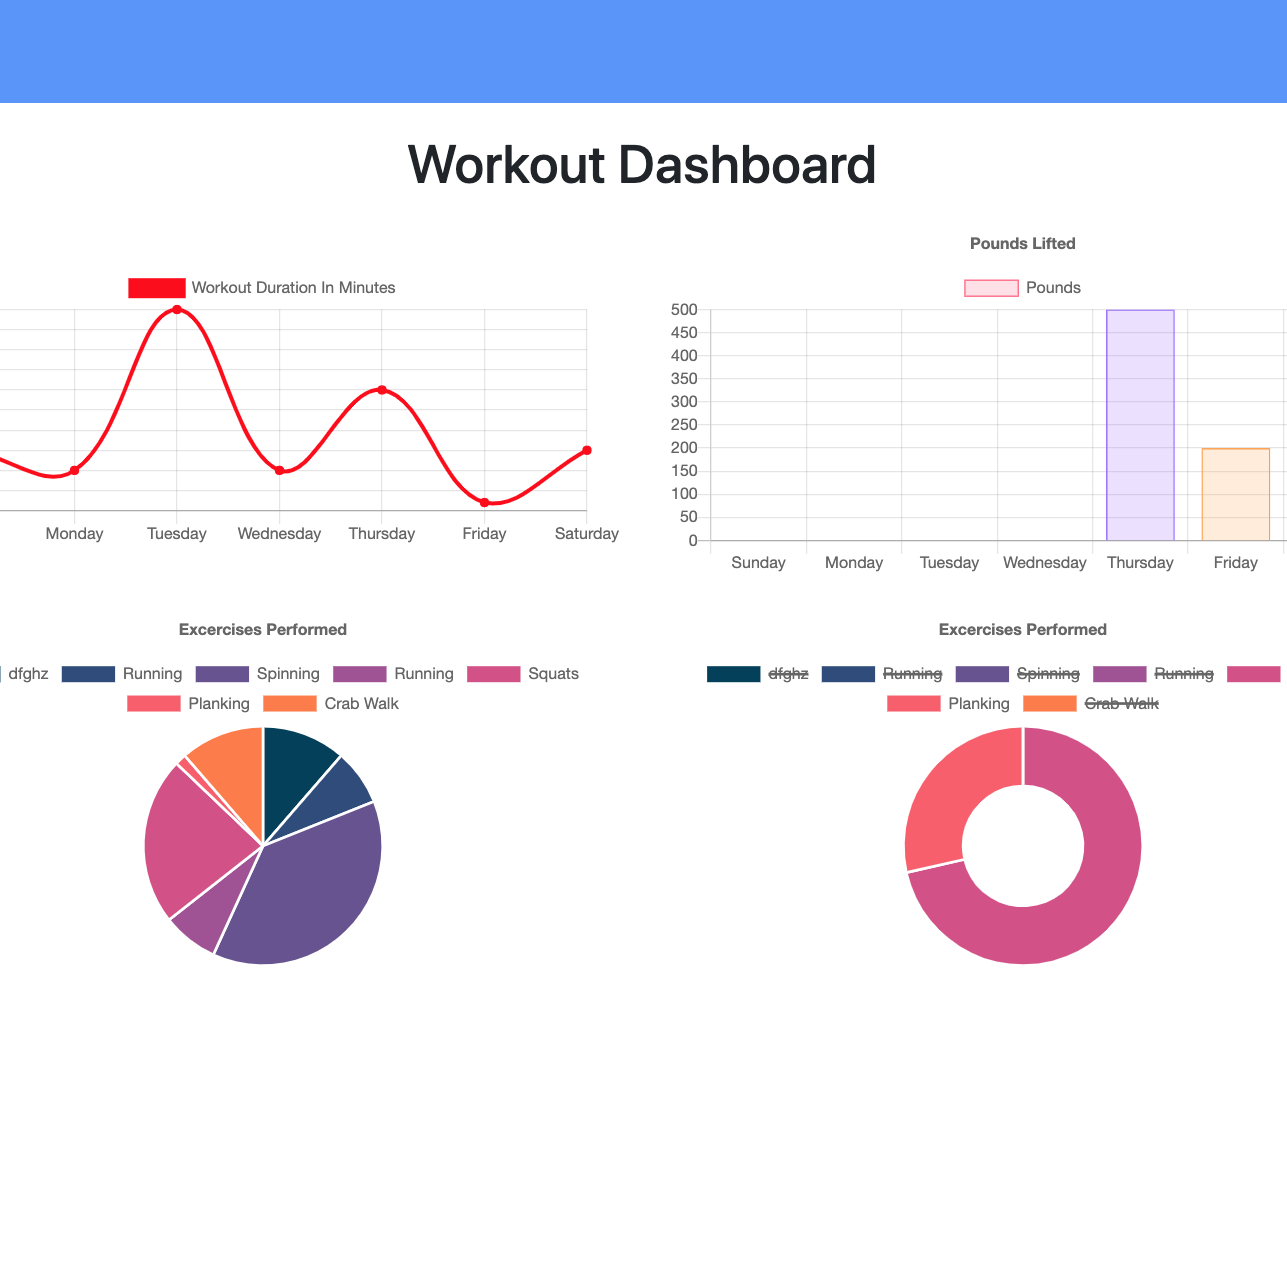 Workout Dashboard
Workout Duration In Minutes
Monday Tuesday Wednesday Thursday Friday Saturday
Pounds Lifted
Pounds
500
450
400
350
300
250
200
150
100
50
0
Sunday Monday Tuesday Wednesday Thursday Friday
Excercises Performed
dfghz Running Spinning Running Squats
Planking Crab Walk
Excercises Performed
dfghz Running Spinning Running
Planking Crab Walk